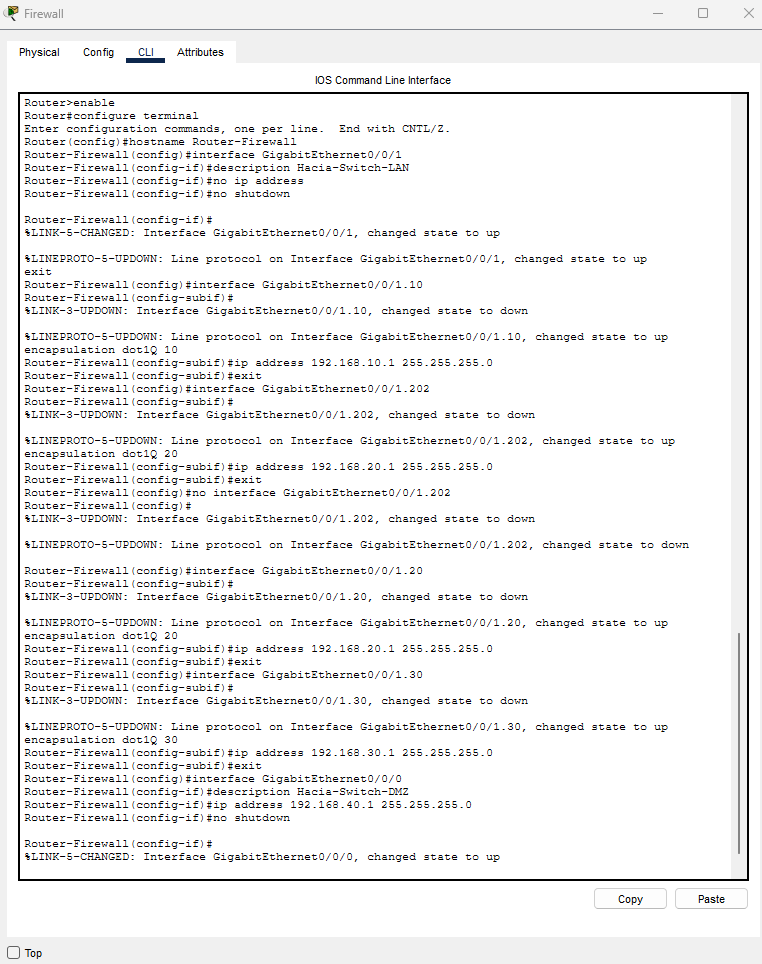 Firewall
Physical Config CLI Attributes
IOS Command Line Interface
Router>enable
Router#configure terminal
Enter configuration commands, one per line.  End with CNTL/Z.
Router(config)#hostname Router-Firewall
Router-Firewall(config)#interface GigabitEthernet0/0/1
Router-Firewall(config-if)#description Hacia-Switch-LAN
Router-Firewall(config-if)#no ip address
Router-Firewall(config-if)#no shutdown
Router-Firewall(config-if)#
%LINK-5-CHANGED: Interface GigabitEthernet0/0/1, changed state to up
%LINEPROTO-5-UPDOWN: Line protocol on Interface GigabitEthernet0/0/1, changed state to up
exit
Router-Firewall(config)#interface GigabitEthernet0/0/1.10
Router-Firewall(config-subif)#
%LINK-3-UPDOWN: Interface GigabitEthernet0/0/1.10, changed state to down
%LINEPROTO-5-UPDOWN: Line protocol on Interface GigabitEthernet0/0/1.10, changed state to up
encapsulation dot1Q 10
Router-Firewall(config-subif)#ip address 192.168.10.1 255.255.255.0
Router-Firewall(config-subif)#exit
Router-Firewall(config)#interface GigabitEthernet0/0/1.202
Router-Firewall(config-subif)#
%LINK-3-UPDOWN: Interface GigabitEthernet0/0/1.202, changed state to down
%LINEPROTO-5-UPDOWN: Line protocol on Interface GigabitEthernet0/0/1.202, changed state to up
encapsulation dot1Q 20
Router-Firewall(config-subif)#ip address 192.168.20.1 255.255.255.0
Router-Firewall(config-subif)#exit
Router-Firewall(config)#no interface GigabitEthernet0/0/1.202
Router-Firewall(config)#
%LINK-3-UPDOWN: Interface GigabitEthernet0/0/1.202, changed state to down
%LINEPROTO-5-UPDOWN: Line protocol on Interface GigabitEthernet0/0/1.202, changed state to down
Router-Firewall(config)#interface GigabitEthernet0/0/1.20
Router-Firewall(config-subif)#
%LINK-3-UPDOWN: Interface GigabitEthernet0/0/1.20, changed state to down
%LINEPROTO-5-UPDOWN: Line protocol on Interface GigabitEthernet0/0/1.20, changed state to up
encapsulation dot1Q 20
Router-Firewall(config-subif)#ip address 192.168.20.1 255.255.255.0
Router-Firewall(config-subif)#exit
Router-Firewall(config)#interface GigabitEthernet0/0/1.30
Router-Firewall(config-subif)#
%LINK-3-UPDOWN: Interface GigabitEthernet0/0/1.30, changed state to down
%LINEPROTO-5-UPDOWN: Line protocol on Interface GigabitEthernet0/0/1.30, changed state to up
encapsulation dot1Q 30
Router-Firewall(config-subif)#ip address 192.168.30.1 255.255.255.0
Router-Firewall(config-subif)#exit
Router-Firewall(config)#interface GigabitEthernet0/0/0
Router-Firewall(config-if)#description Hacia-Switch-DMZ
Router-Firewall(config-if)#ip address 192.168.40.1 255.255.255.0
Router-Firewall(config-if)#no shutdown
Router-Firewall(config-if)#
%LINK-5-CHANGED: Interface GigabitEthernet0/0/0, changed state to up
Copy Paste
Top